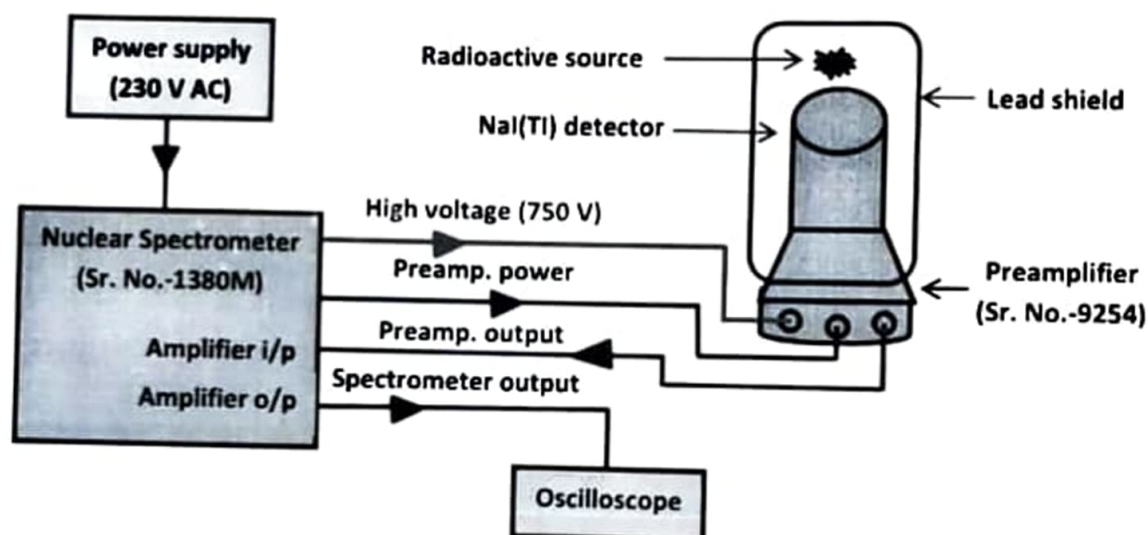 Power supply
(230 V AC)
Radioactive source
Lead shield
NaI(Tl) detector
High voltage (750 V)
Nuclear Spectrometer
(Sr. No.-1380M)
Preamp. power
Preamplifier
(Sr. No.-9254)
Preamp. output
Amplifier i/p
Spectrometer output
Amplifier o/p
Oscilloscope